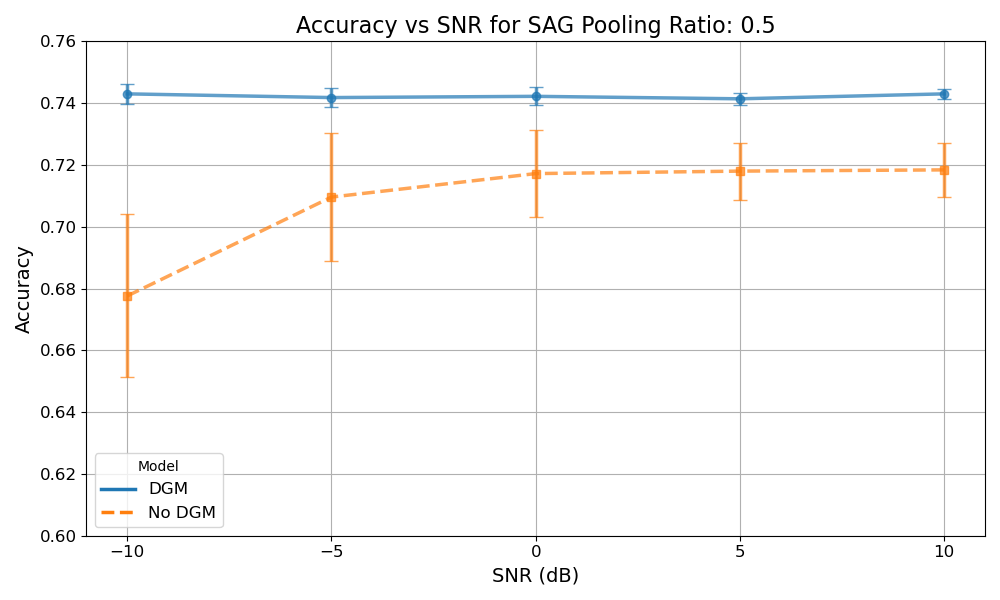 Accuracy vs SNR for SAG Pooling Ratio: 0.5
0.76
0.74
0.72
0.70
0.68
0.66
0.64
0.62
0.60
Accuracy
Model
DGM
No DGM
−10
−5
0
5
10
SNR (dB)